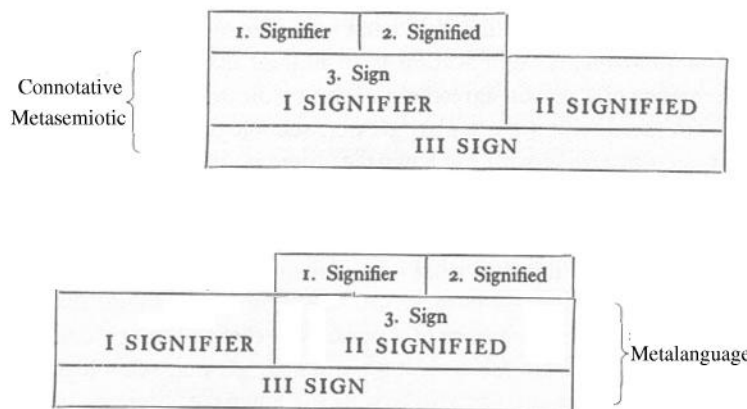 1. Signifier 2. Signified
Connotative
Metasemiotic
3. Sign
I SIGNIFIER II SIGNIFIED
III SIGN
1. Signifier 2. Signified
3. Sign
I SIGNIFIER II SIGNIFIED
Metalanguage
III SIGN